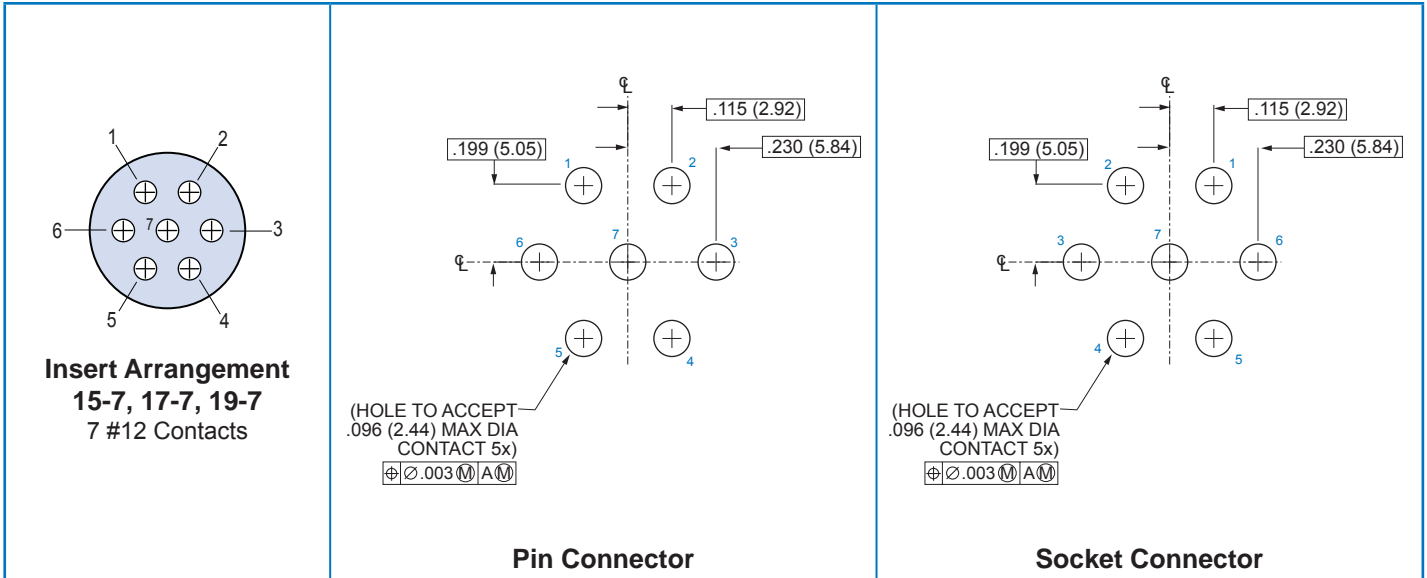 1
2
6
7
3
5
4
Insert Arrangement
15-7, 17-7, 19-7
7 #12 Contacts
℄
.115 (2.92)
.199 (5.05)
.230 (5.84)
1
2
6
7
3
℄
5
4
(HOLE TO ACCEPT
.096 (2.44) MAX DIA
CONTACT 5x)
⌖ ∅.003 Ⓜ A Ⓜ
Pin Connector
℄
.115 (2.92)
.199 (5.05)
.230 (5.84)
2
1
3
7
6
℄
4
5
(HOLE TO ACCEPT
.096 (2.44) MAX DIA
CONTACT 5x)
⌖ ∅.003 Ⓜ A Ⓜ
Socket Connector